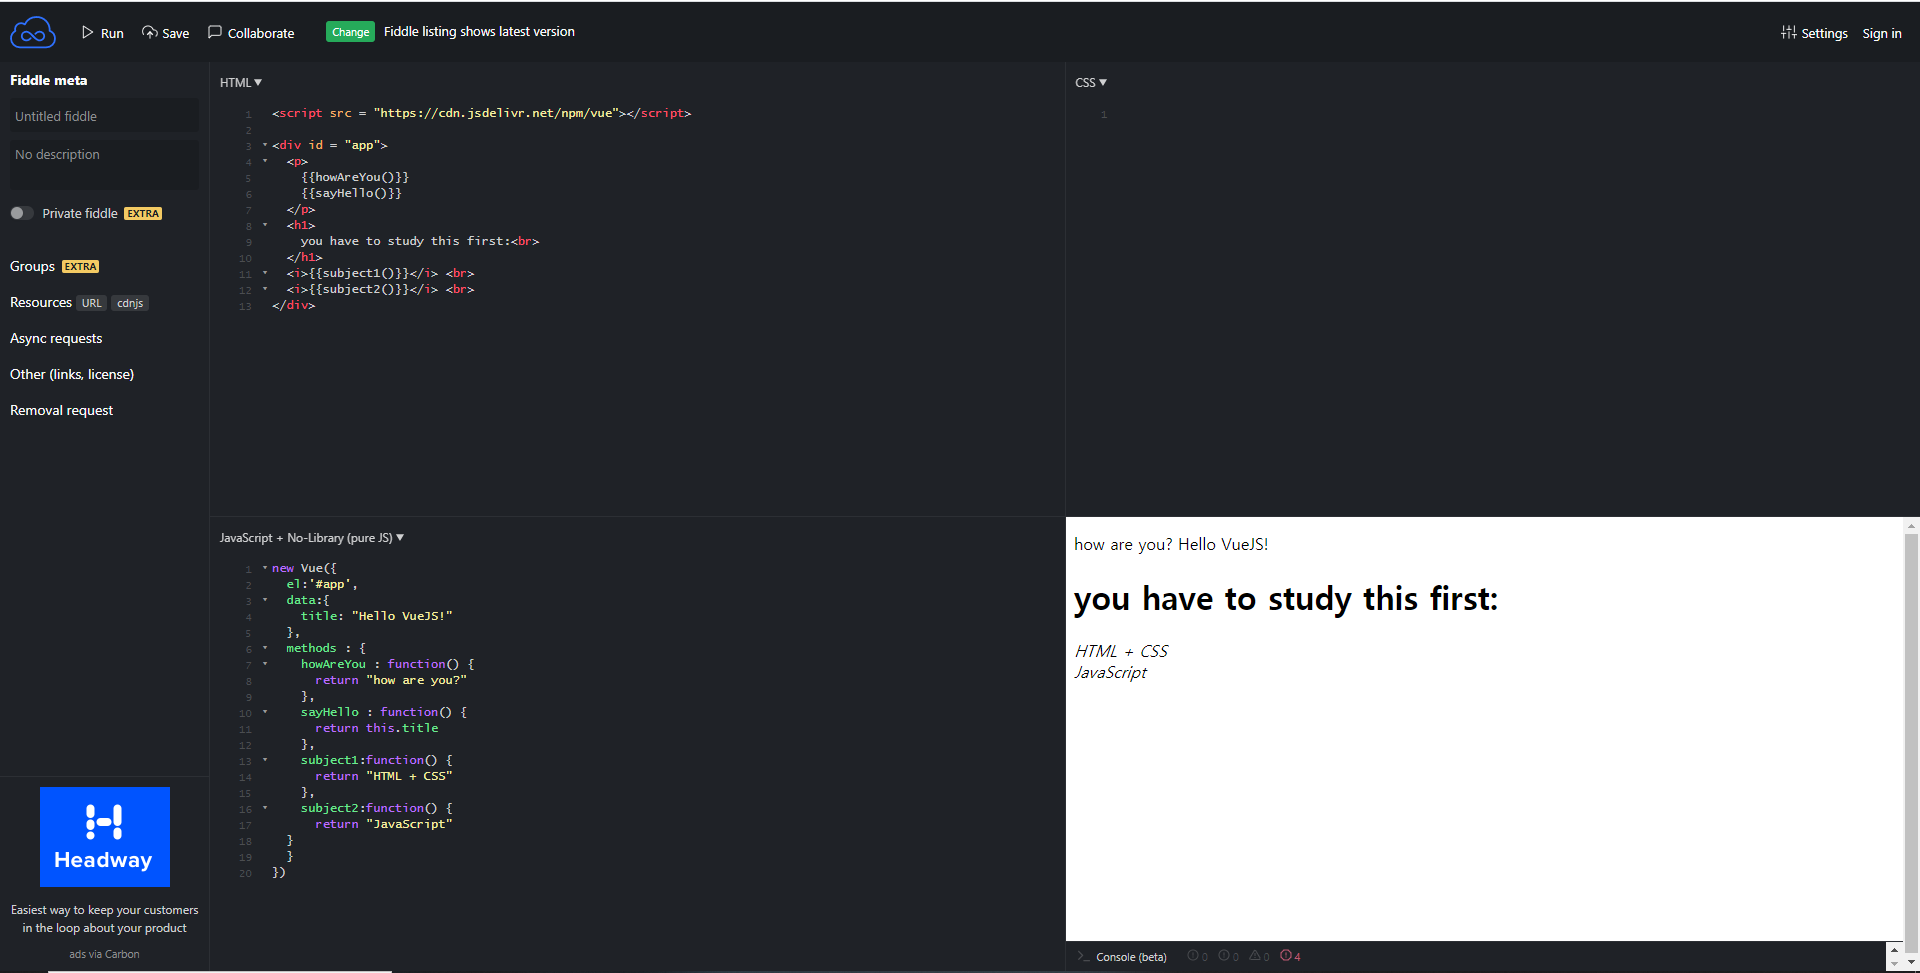 Run Save Collaborate Change Fiddle listing shows latest version Settings Sign in
Fiddle meta
Untitled fiddle
No description
Private fiddle EXTRA
Groups EXTRA
Resources URL cdnjs
Async requests
Other (links, license)
Removal request
Headway
Easiest way to keep your customers
in the loop about your product
ads via Carbon
HTML ▼
1 <script src = "https://cdn.jsdelivr.net/npm/vue"></script>
2
3 <div id = "app">
4 <p>
5 {{howAreYou()}}
6 {{sayHello()}}
7 </p>
8 <h1>
9 you have to study this first:<br>
10 </h1>
11 <i>{{subject1()}}</i> <br>
12 <i>{{subject2()}}</i> <br>
13 </div>
CSS ▼
1
JavaScript + No-Library (pure JS) ▼
1 new Vue({
2 el:'#app',
3 data:{
4 title: "Hello VueJS!"
5 },
6 methods : {
7 howAreYou : function() {
8 return "how are you?"
9 },
10 sayHello : function() {
11 return this.title
12 },
13 subject1:function() {
14 return "HTML + CSS"
15 },
16 subject2:function() {
17 return "JavaScript"
18 }
19 }
20 })
how are you? Hello VueJS!
you have to study this first:
HTML + CSS
JavaScript
>_ Console (beta) 0 0 0 4